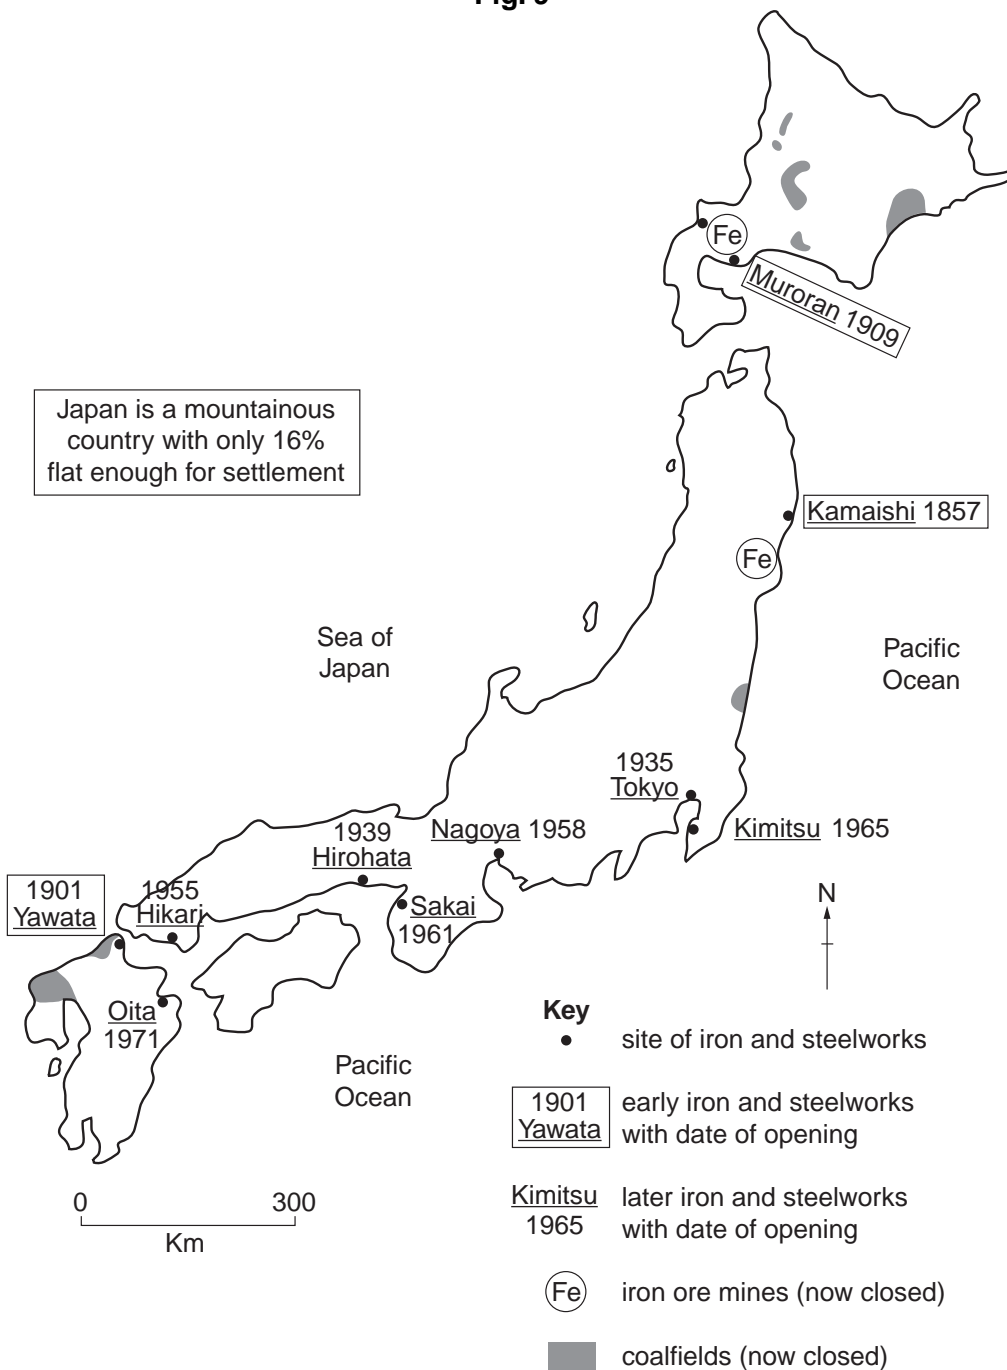 Fig. 5
Fe
Muroran 1909
Japan is a mountainous
country with only 16%
flat enough for settlement
Kamaishi 1857
Fe
Sea of
Japan
Pacific
Ocean
1935
Tokyo
Kimitsu 1965
Nagoya 1958
1939
Hirohata
Sakai
1961
1955
Hikari
1901
Yawata
Oita
1971
Pacific
Ocean
N
0 300
Km
Key
site of iron and steelworks
1901
Yawata
early iron and steelworks
with date of opening
Kimitsu
1965
later iron and steelworks
with date of opening
Fe
iron ore mines (now closed)
coalfields (now closed)